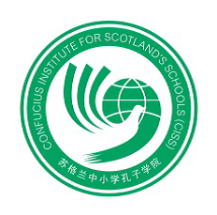 CONFUCIUS INSTITUTE FOR SCOTLAND'S SCHOOLS (CISS)
苏格兰中小学孔子学院